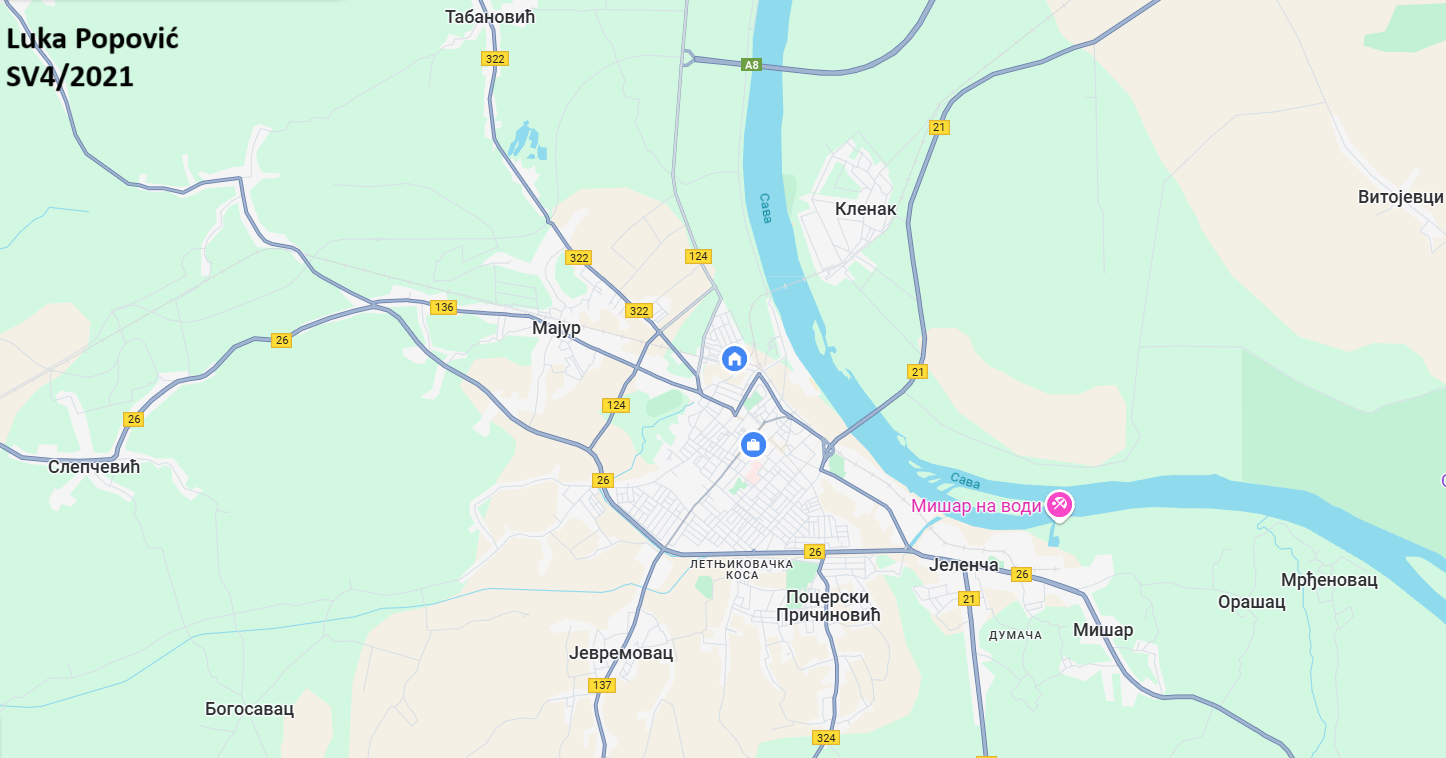 Luka Popović
SV4/2021
Табановић
322
A8
21
Сава
Кленак
Витојевци
322
124
136
322
Мајур
26
21
124
26
Слепчевић
26
Сава
Мишар на води
26
ЛЕТЊИКОВАЧКА
КОСА
Јеленча
26
Мрђеновац
Поцерски
Причиновић
21
Орашац
ДУМАЧА
Мишар
Јевремовац
137
Богосавац
324